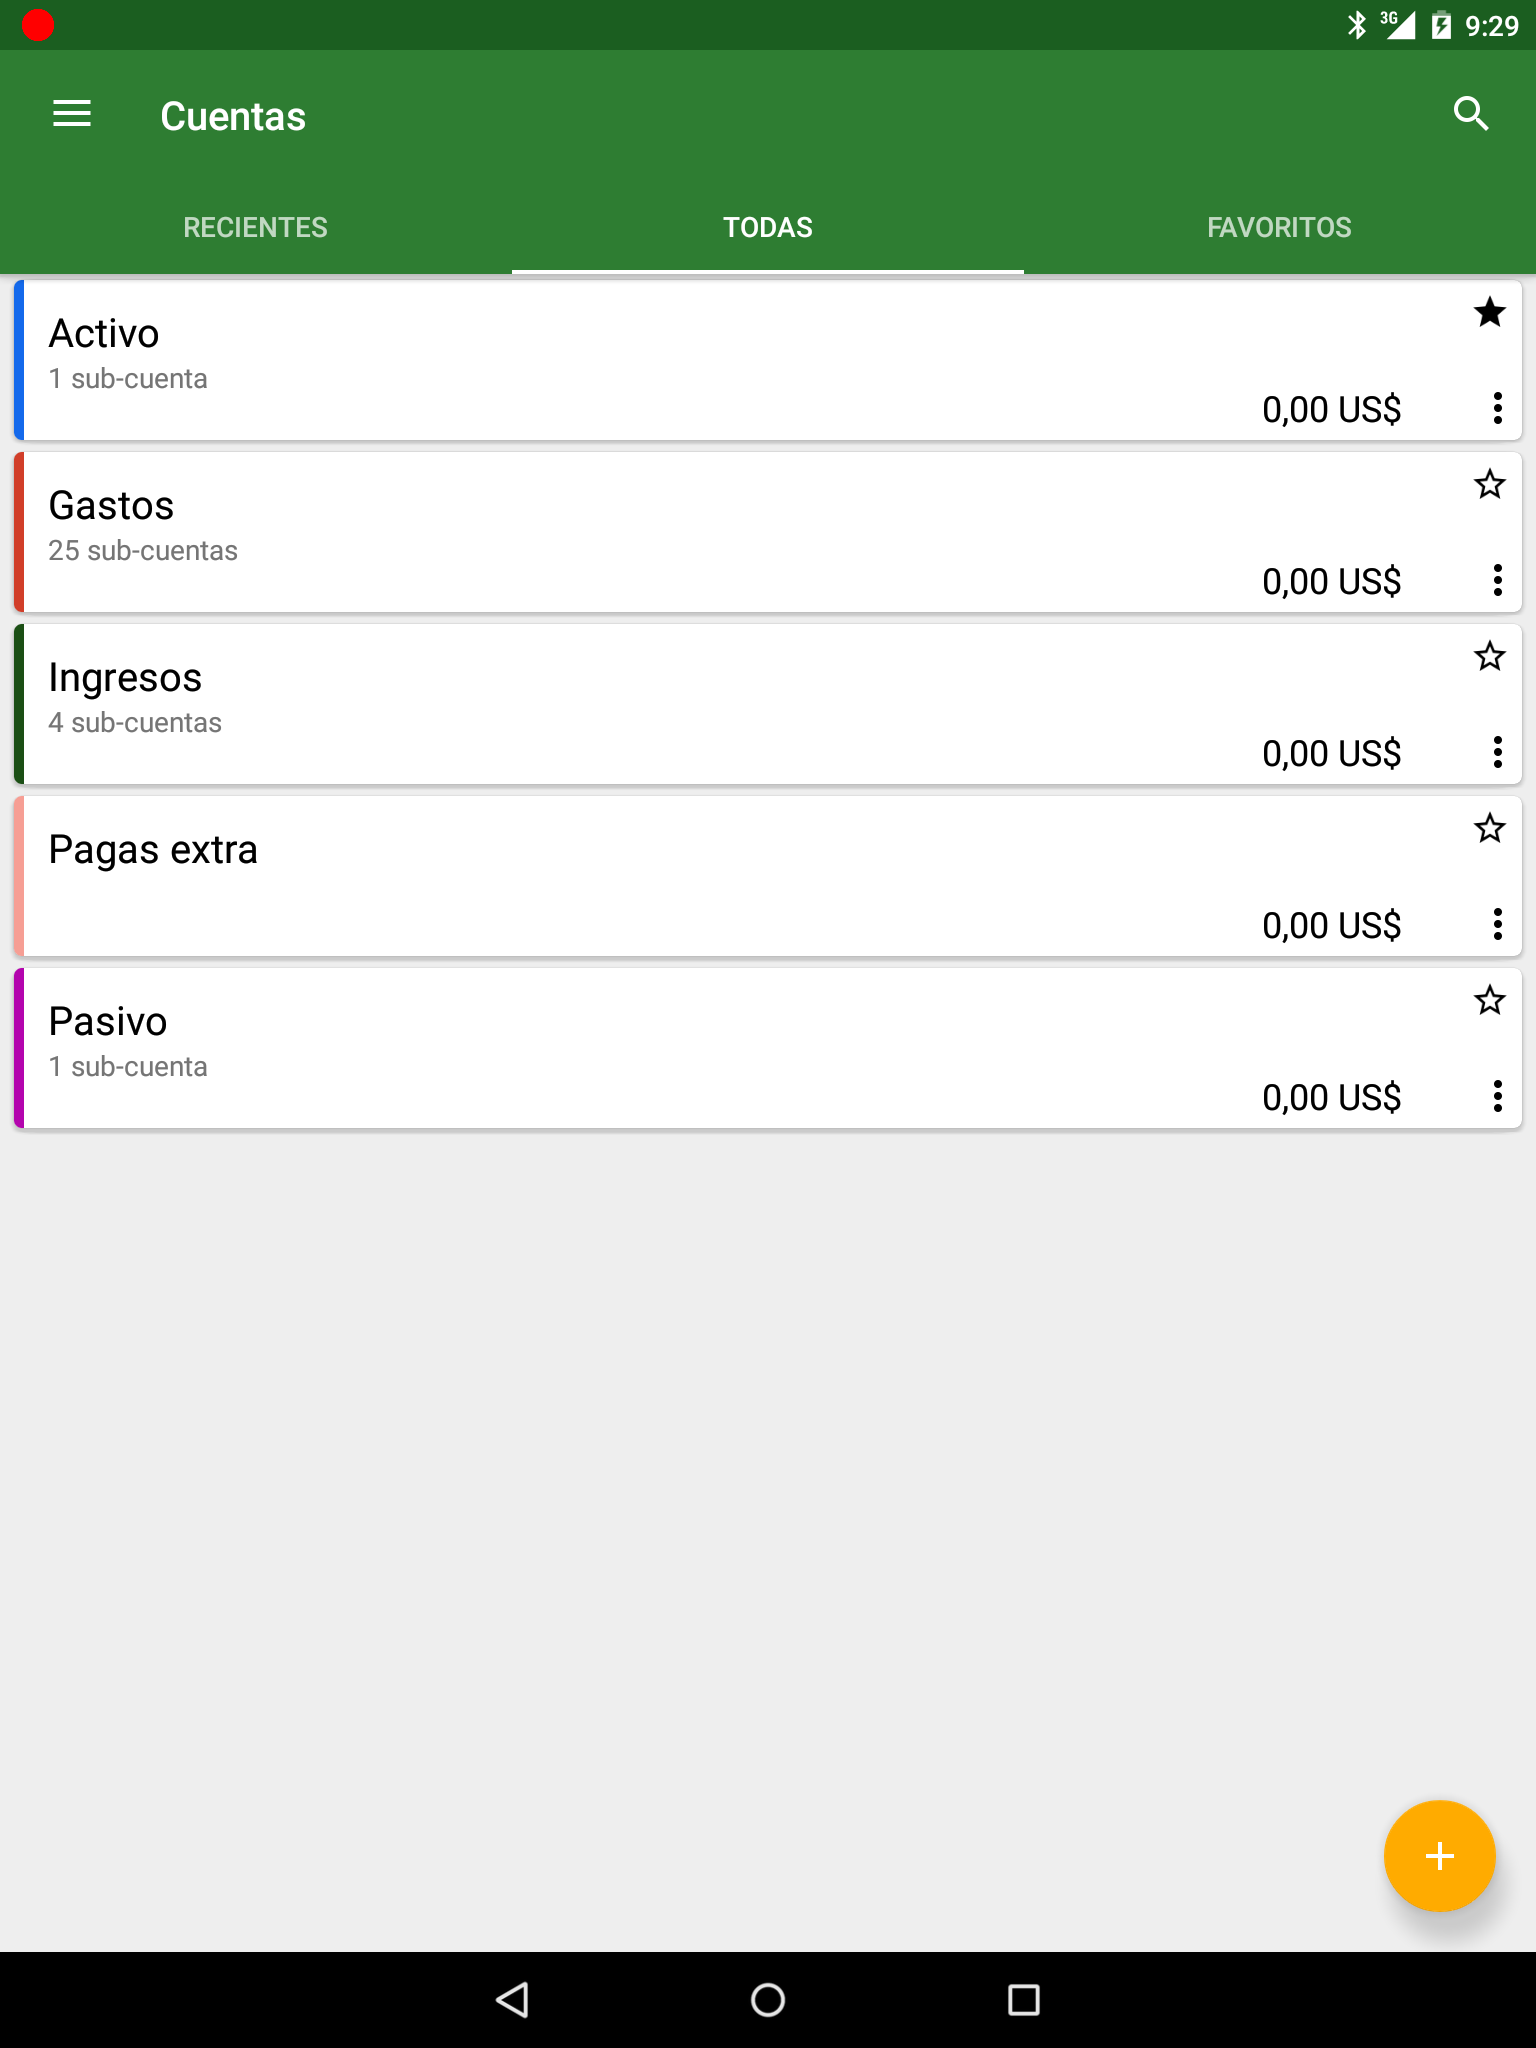 3G 9:29
Cuentas
RECIENTES TODAS FAVORITOS
Activo
1 sub-cuenta
0,00 US$
Gastos
25 sub-cuentas
0,00 US$
Ingresos
4 sub-cuentas
0,00 US$
Pagas extra
0,00 US$
Pasivo
1 sub-cuenta
0,00 US$